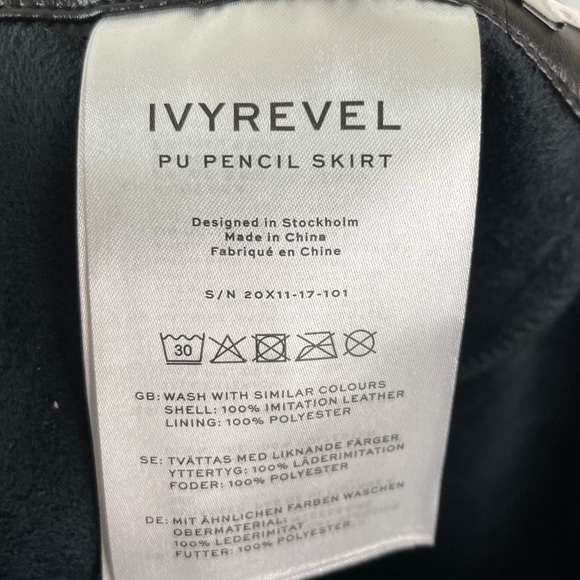 IVYREVEL
PU PENCIL SKIRT
Designed in Stockholm
Made in China
Fabriqué en Chine
S/N 20X11-17-101
30
GB: WASH WITH SIMILAR COLOURS
SHELL: 100% IMITATION LEATHER
LINING: 100% POLYESTER
SE: TVÄTTAS MED LIKNANDE FÄRGER
YTTERTYG: 100% LÄDERIMITATION
FODER: 100% POLYESTER
DE: MIT ÄHNLICHEN FARBEN WASCHEN
OBERMATERIAL:
100% LEDERIMITAT
FUTTER: 100% POLYESTER